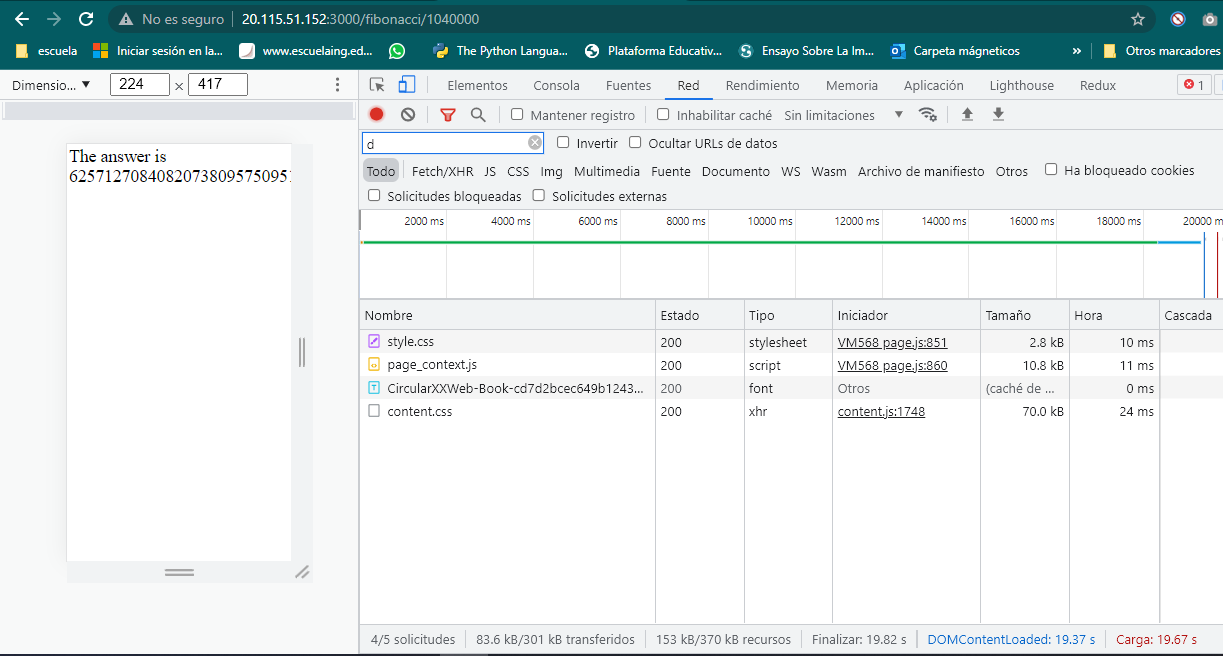 No es seguro 20.115.51.152:3000/fibonacci/1040000
escuela Iniciar sesión en la... www.escuelaing.ed... The Python Langua... Plataforma Educativ... Ensayo Sobre La Im... Carpeta mágneticos » Otros marcadores
Dimensio... ▼ 224 × 417 Elementos Consola Fuentes Red Rendimiento Memoria Aplicación Lighthouse Redux 1
Mantener registro Inhabilitar caché Sin limitaciones ▼
d Invertir Ocultar URLs de datos
Todo Fetch/XHR JS CSS Img Multimedia Fuente Documento WS Wasm Archivo de manifiesto Otros Ha bloqueado cookies
Solicitudes bloqueadas Solicitudes externas
2000 ms 4000 ms 6000 ms 8000 ms 10000 ms 12000 ms 14000 ms 16000 ms 18000 ms 20000 m
The answer is
6257127084082073809575095
Nombre Estado Tipo Iniciador Tamaño Hora Cascada
style.css 200 stylesheet VM568 page.js:851 2.8 kB 10 ms
page_context.js 200 script VM568 page.js:860 10.8 kB 11 ms
CircularXXWeb-Book-cd7d2bcec649b1243... 200 font Otros (caché de ... 0 ms
content.css 200 xhr content.js:1748 70.0 kB 24 ms
4/5 solicitudes 83.6 kB/301 kB transferidos 153 kB/370 kB recursos Finalizar: 19.82 s DOMContentLoaded: 19.37 s Carga: 19.67 s